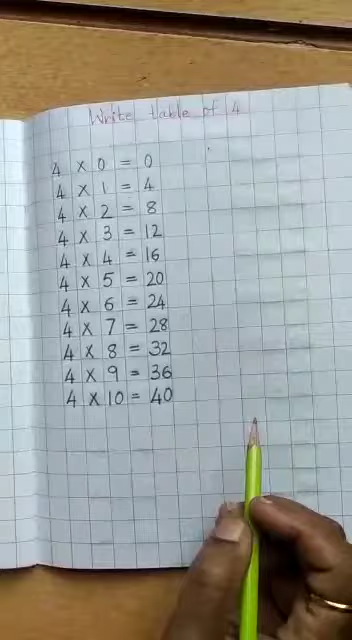 Write table of 4
4 × 0 = 0
4 × 1 = 4
4 × 2 = 8
4 × 3 = 12
4 × 4 = 16
4 × 5 = 20
4 × 6 = 24
4 × 7 = 28
4 × 8 = 32
4 × 9 = 36
4 × 10 = 40